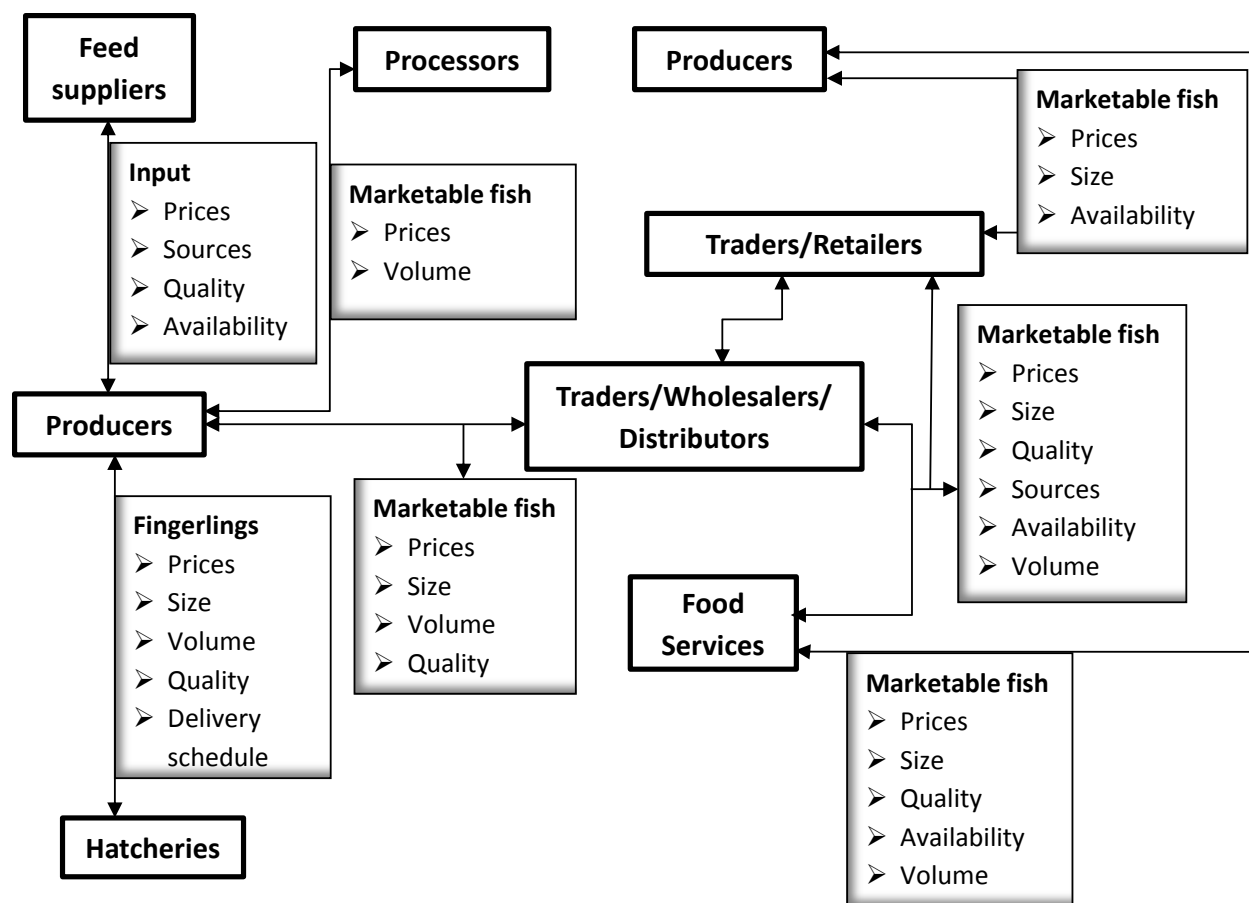 Feed
suppliers
Processors
Producers
Marketable fish
➢ Prices
➢ Size
➢ Availability
Input
➢ Prices
➢ Sources
➢ Quality
➢ Availability
Marketable fish
➢ Prices
➢ Volume
Traders/Retailers
Producers
Traders/Wholesalers/
Distributors
Marketable fish
➢ Prices
➢ Size
➢ Quality
➢ Sources
➢ Availability
➢ Volume
Fingerlings
➢ Prices
➢ Size
➢ Volume
➢ Quality
➢ Delivery
schedule
Marketable fish
➢ Prices
➢ Size
➢ Volume
➢ Quality
Food
Services
Marketable fish
➢ Prices
➢ Size
➢ Quality
➢ Availability
➢ Volume
Hatcheries